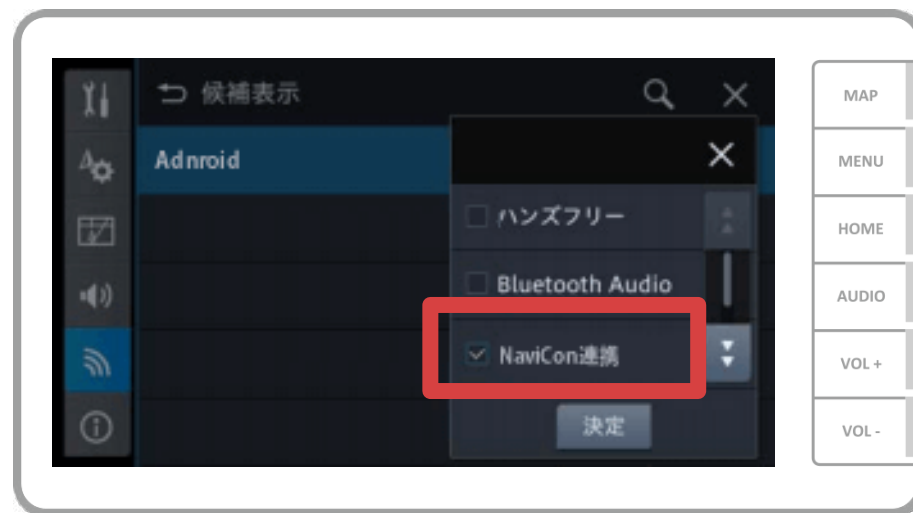 候補表示
Adnroid
ハンズフリー
Bluetooth Audio
NaviCon連携
決定
MAP
MENU
HOME
AUDIO
VOL +
VOL -